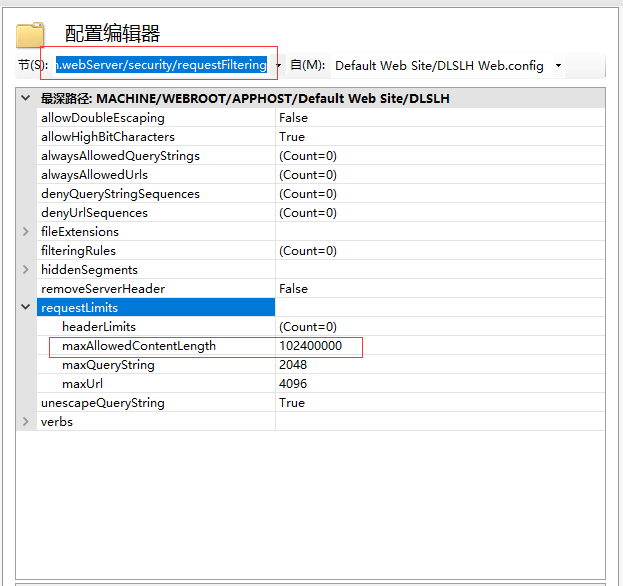 配置编辑器
节(S): n.webServer/security/requestFiltering 自(M): Default Web Site/DLSLH Web.config
最深路径: MACHINE/WEBROOT/APPHOST/Default Web Site/DLSLH
allowDoubleEscaping False
allowHighBitCharacters True
alwaysAllowedQueryStrings (Count=0)
alwaysAllowedUrls (Count=0)
denyQueryStringSequences (Count=0)
denyUrlSequences (Count=0)
fileExtensions
filteringRules (Count=0)
hiddenSegments
removeServerHeader False
requestLimits
headerLimits (Count=0)
maxAllowedContentLength 102400000
maxQueryString 2048
maxUrl 4096
unescapeQueryString True
verbs